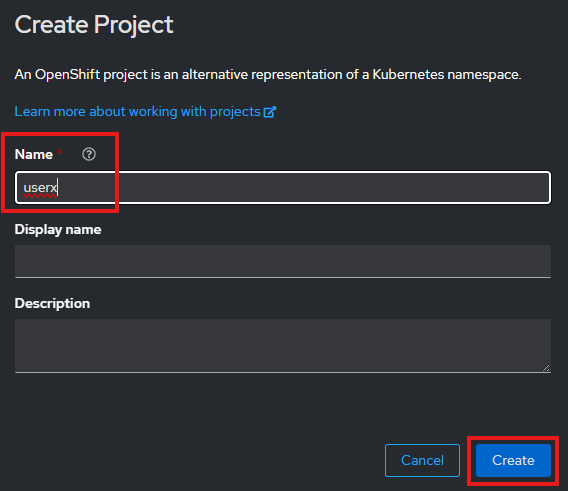 Create Project
An OpenShift project is an alternative representation of a Kubernetes namespace.
Learn more about working with projects
Name *
userx
Display name
Description
Cancel Create